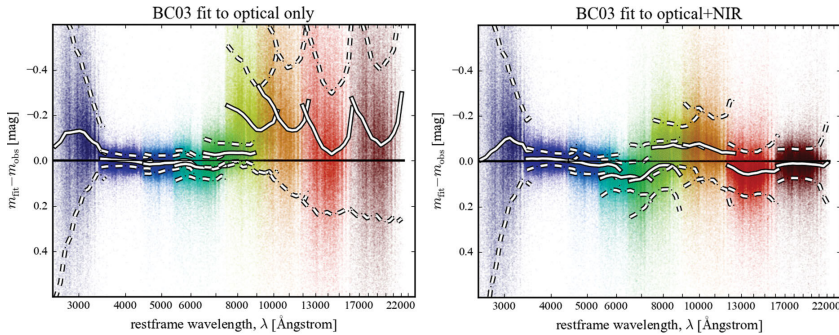 BC03 fit to optical only
BC03 fit to optical+NIR
m_fit−m_obs [mag]
−0.4
−0.2
0.0
0.2
0.4
3000 4000 5000 6000 8000 10000 13000 17000 22000
restframe wavelength, λ [Ångstrom]
m_fit−m_obs [mag]
−0.4
−0.2
0.0
0.2
0.4
3000 4000 5000 6000 8000 10000 13000 17000 22000
restframe wavelength, λ [Ångstrom]